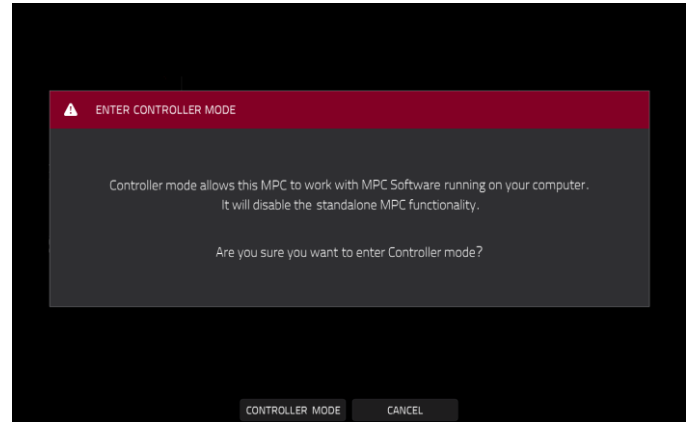 ENTER CONTROLLER MODE
Controller mode allows this MPC to work with MPC Software running on your computer.
It will disable the standalone MPC functionality.
Are you sure you want to enter Controller mode?
CONTROLLER MODE
CANCEL